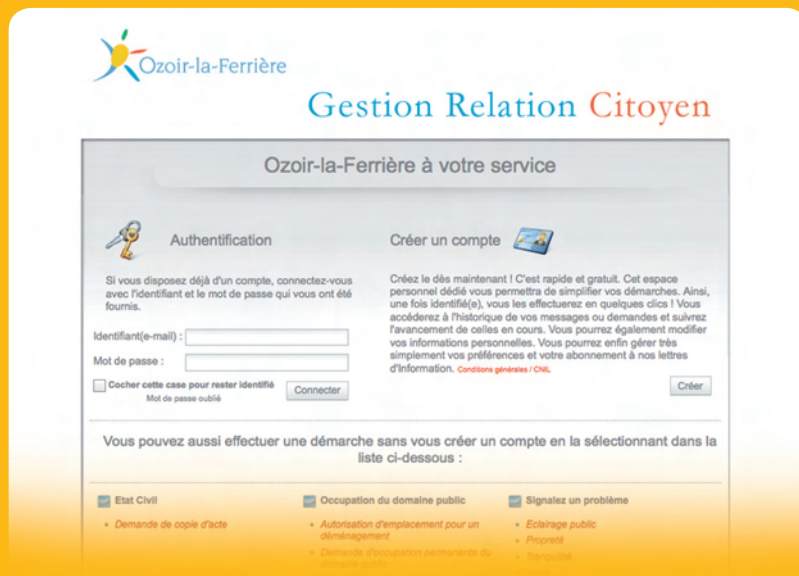 Ozoir-la-Ferrière
Gestion Relation Citoyen
Ozoir-la-Ferrière à votre service
Authentification
Si vous disposez déjà d'un compte, connectez-vous
avec l'identifiant et le mot de passe qui vous ont été
fournis.
Identifiant(e-mail) :
Mot de passe :
Cocher cette case pour rester identifié
Mot de passe oublié
Connecter
Créer un compte
Créez le dès maintenant ! C'est rapide et gratuit. Cet espace
personnel dédié vous permettra de simplifier vos démarches. Ainsi,
une fois identifié(e), vous les effectuerez en quelques clics ! Vous
accéderez à l'historique de vos messages ou demandes et suivrez
l'avancement de celles en cours. Vous pourrez également modifier
vos informations personnelles. Vous pourrez enfin gérer très
simplement vos préférences et votre abonnement à nos lettres
d'Information. Conditions générales / CNIL
Créer
Vous pouvez aussi effectuer une démarche sans vous créer un compte en la sélectionnant dans la
liste ci-dessous :
Etat Civil
• Demande de copie d'acte
Occupation du domaine public
• Autorisation d'emplacement pour un
déménagement
• Demande d'occupation permanente du
domaine public
Signalez un problème
• Eclairage public
• Propreté
• Tranquilité